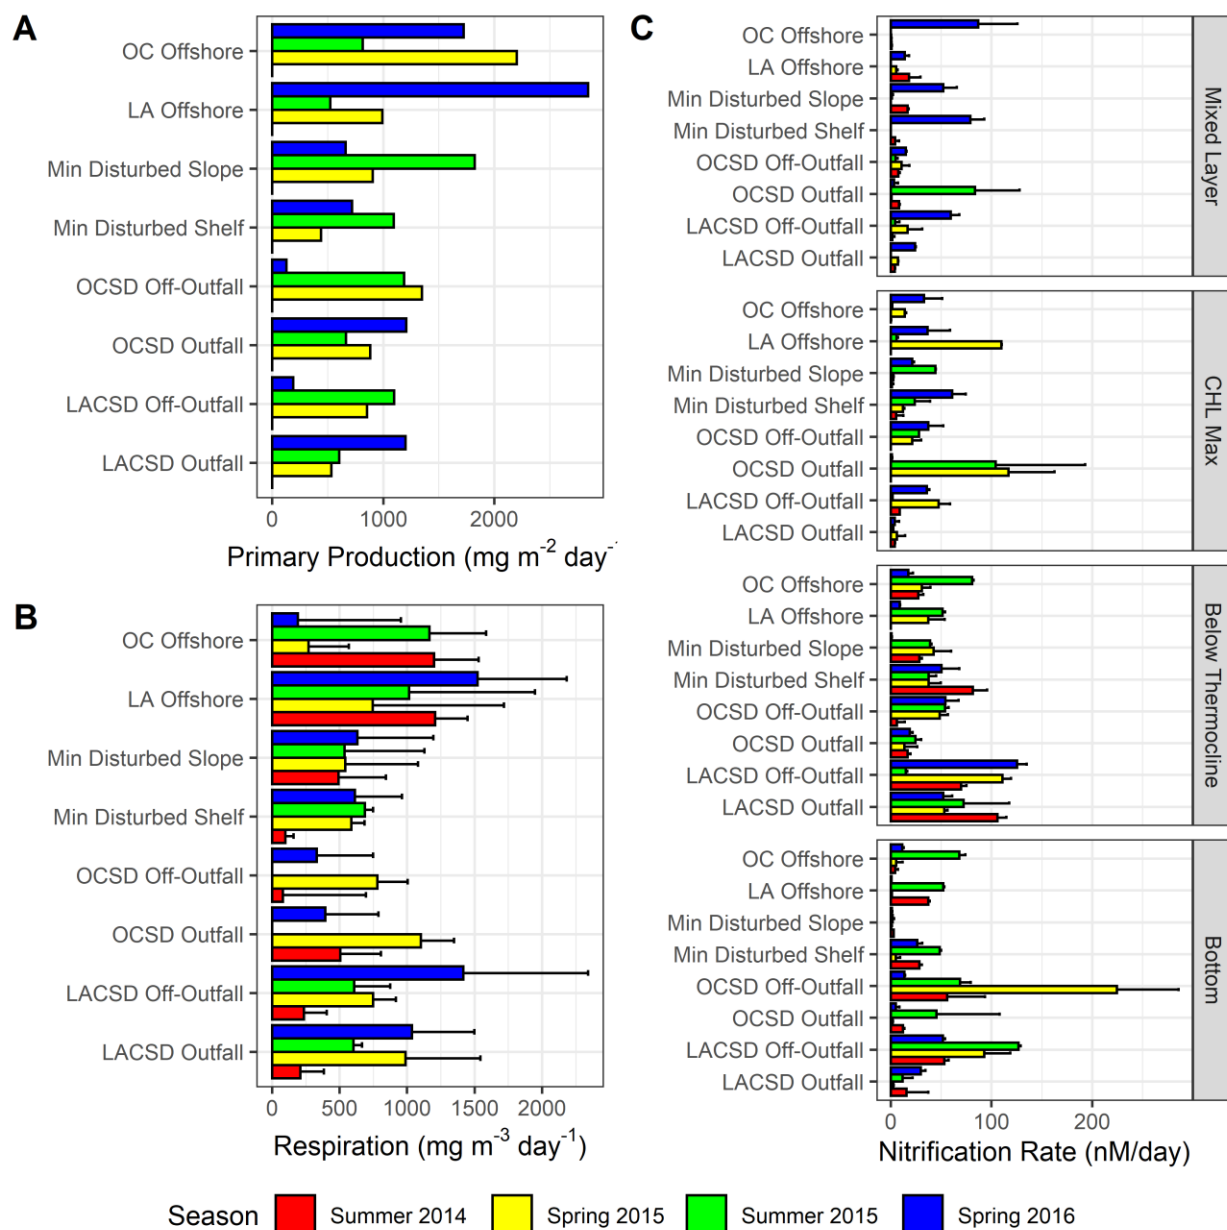 A
OC Offshore
LA Offshore
Min Disturbed Slope
Min Disturbed Shelf
OCSD Off-Outfall
OCSD Outfall
LACSD Off-Outfall
LACSD Outfall
0 1000 2000
Primary Production (mg m⁻² day⁻
B
OC Offshore
LA Offshore
Min Disturbed Slope
Min Disturbed Shelf
OCSD Off-Outfall
OCSD Outfall
LACSD Off-Outfall
LACSD Outfall
0 500 1000 1500 2000
Respiration (mg m⁻³ day⁻¹)
C
OC Offshore
LA Offshore
Min Disturbed Slope
Min Disturbed Shelf
OCSD Off-Outfall
OCSD Outfall
LACSD Off-Outfall
LACSD Outfall
Mixed Layer
OC Offshore
LA Offshore
Min Disturbed Slope
Min Disturbed Shelf
OCSD Off-Outfall
OCSD Outfall
LACSD Off-Outfall
LACSD Outfall
CHL Max
OC Offshore
LA Offshore
Min Disturbed Slope
Min Disturbed Shelf
OCSD Off-Outfall
OCSD Outfall
LACSD Off-Outfall
LACSD Outfall
Below Thermocline
OC Offshore
LA Offshore
Min Disturbed Slope
Min Disturbed Shelf
OCSD Off-Outfall
OCSD Outfall
LACSD Off-Outfall
LACSD Outfall
Bottom
0 100 200
Nitrification Rate (nM/day)
Season Summer 2014 Spring 2015 Summer 2015 Spring 2016